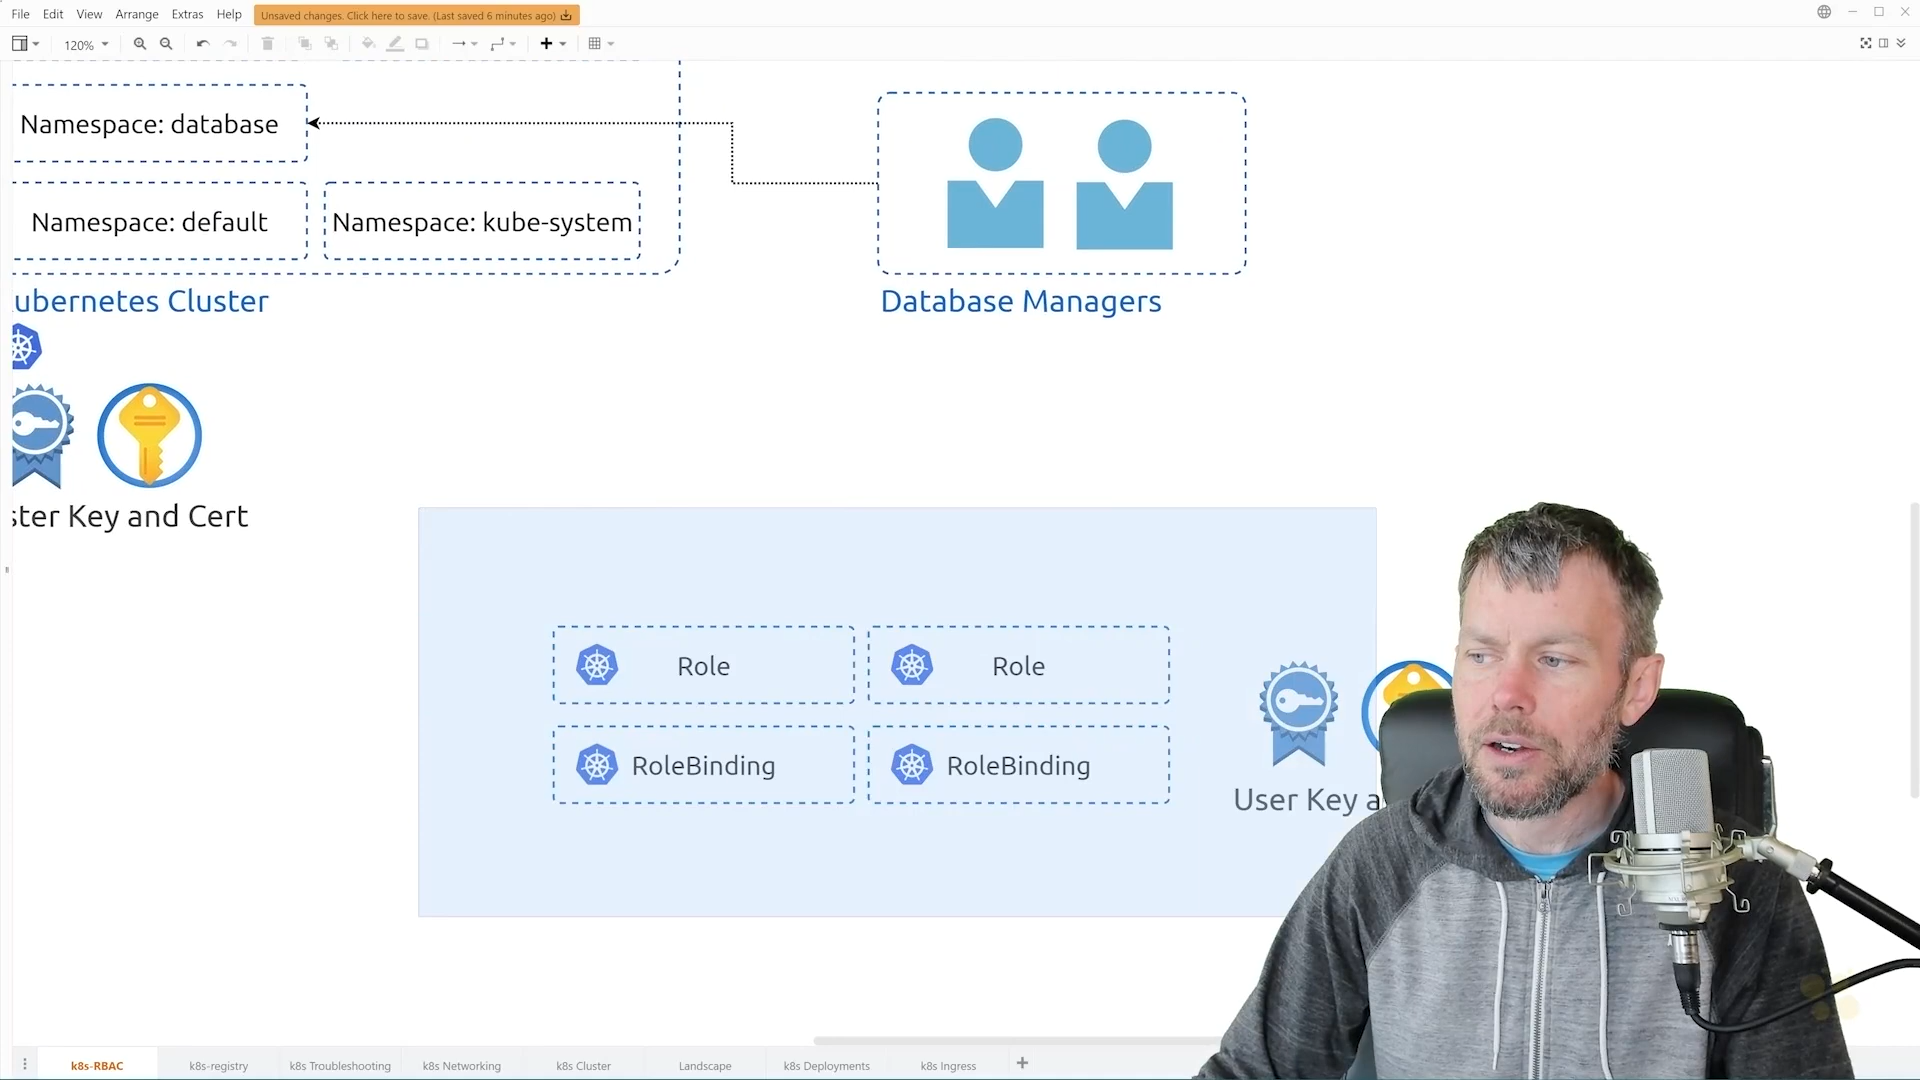 File Edit View Arrange Extras Help Unsaved changes. Click here to save. (Last saved 6 minutes ago)
120%
Namespace: database
Namespace: default
Namespace: kube-system
ubernetes Cluster
Database Managers
ster Key and Cert
Role
Role
RoleBinding
RoleBinding
User Key a
k8s-RBAC k8s-registry k8s Troubleshooting k8s Networking k8s Cluster Landscape k8s Deployments k8s Ingress